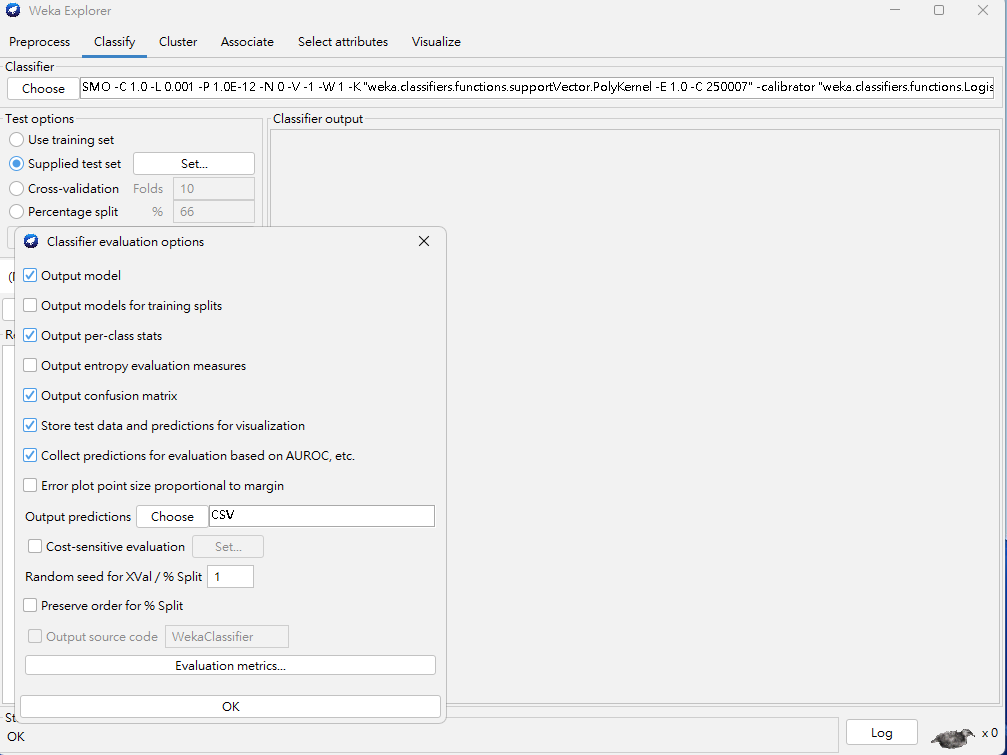 Weka Explorer
Preprocess Classify Cluster Associate Select attributes Visualize
Classifier
Choose SMO -C 1.0 -L 0.001 -P 1.0E-12 -N 0 -V -1 -W 1 -K "weka.classifiers.functions.supportVector.PolyKernel -E 1.0 -C 250007" -calibrator "weka.classifiers.functions.Logis
Test options
Classifier output
Use training set
Supplied test set Set...
Cross-validation Folds 10
Percentage split % 66
Classifier evaluation options
Output model
Output models for training splits
Output per-class stats
Output entropy evaluation measures
Output confusion matrix
Store test data and predictions for visualization
Collect predictions for evaluation based on AUROC, etc.
Error plot point size proportional to margin
Output predictions Choose CSV
Cost-sensitive evaluation Set...
Random seed for XVal / % Split 1
Preserve order for % Split
Output source code WekaClassifier
Evaluation metrics...
OK
OK
Log
x 0